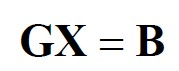 GX = B